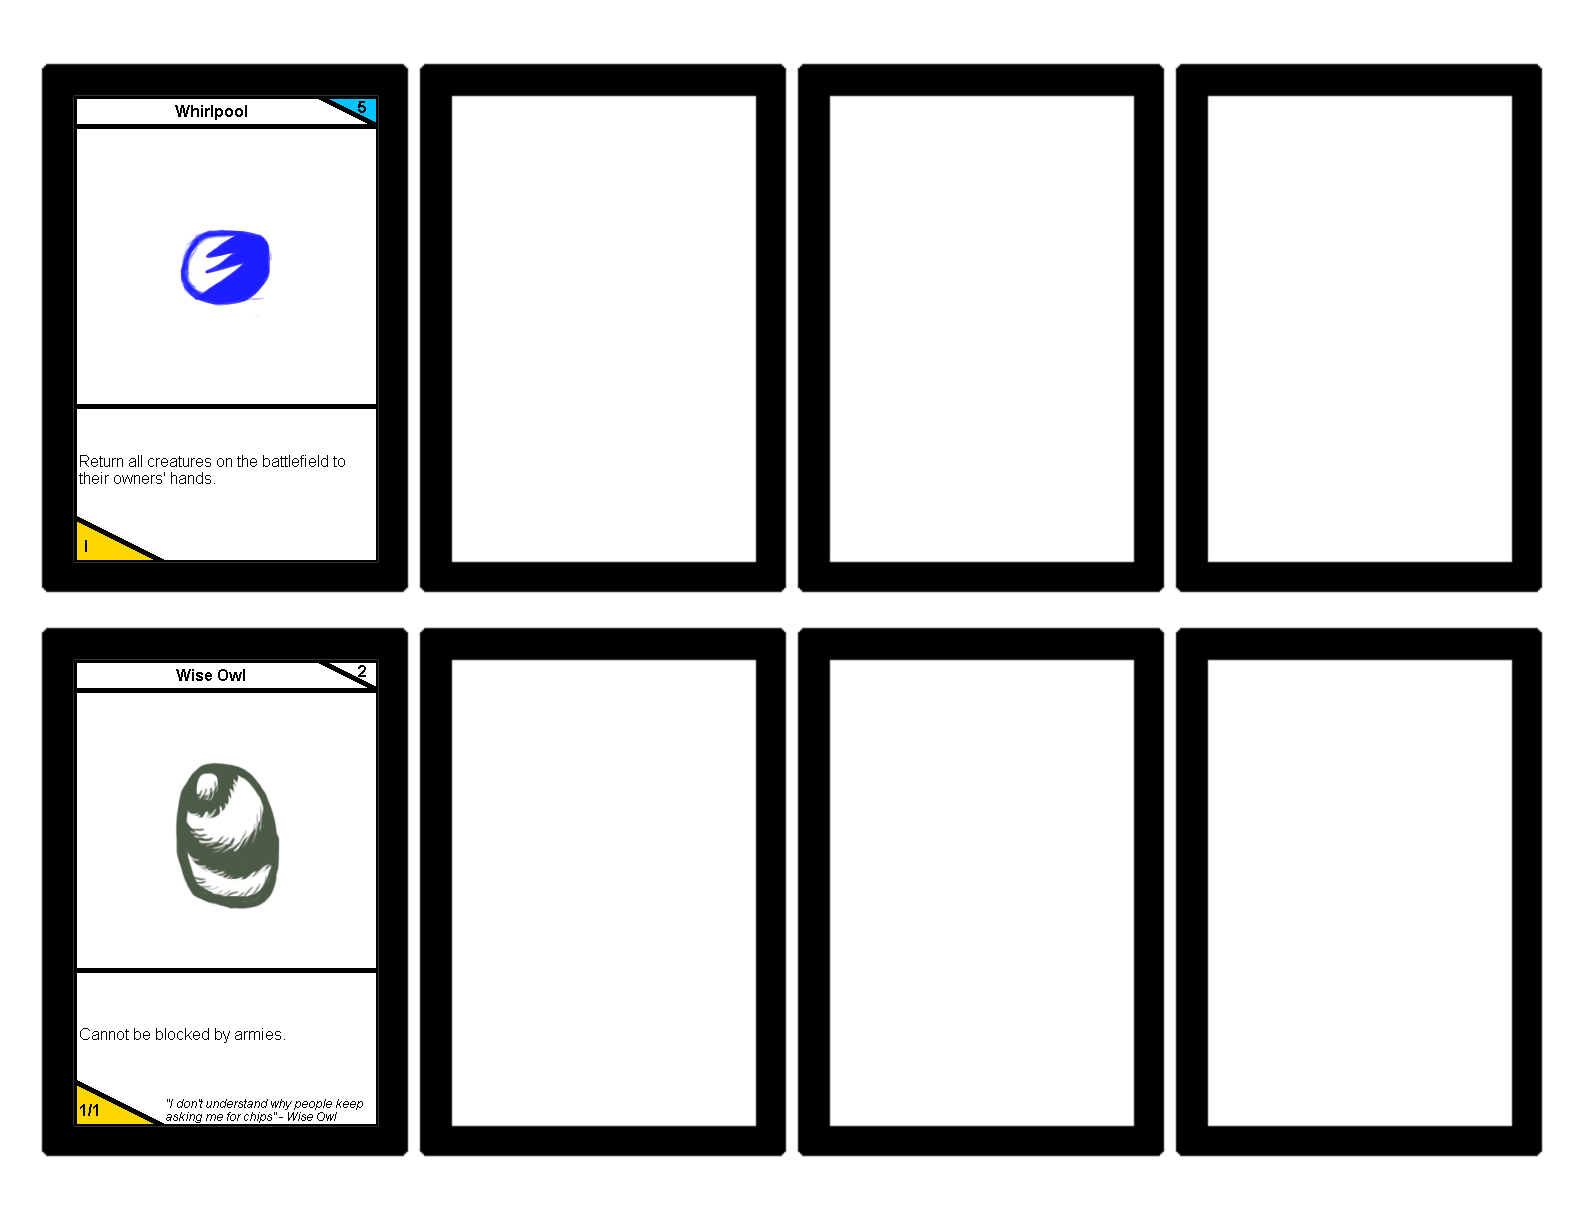 Whirlpool
5
Return all creatures on the battlefield to
their owners' hands.
I
Wise Owl
2
Cannot be blocked by armies.
1/1
"I don't understand why people keep
asking me for chips" - Wise Owl